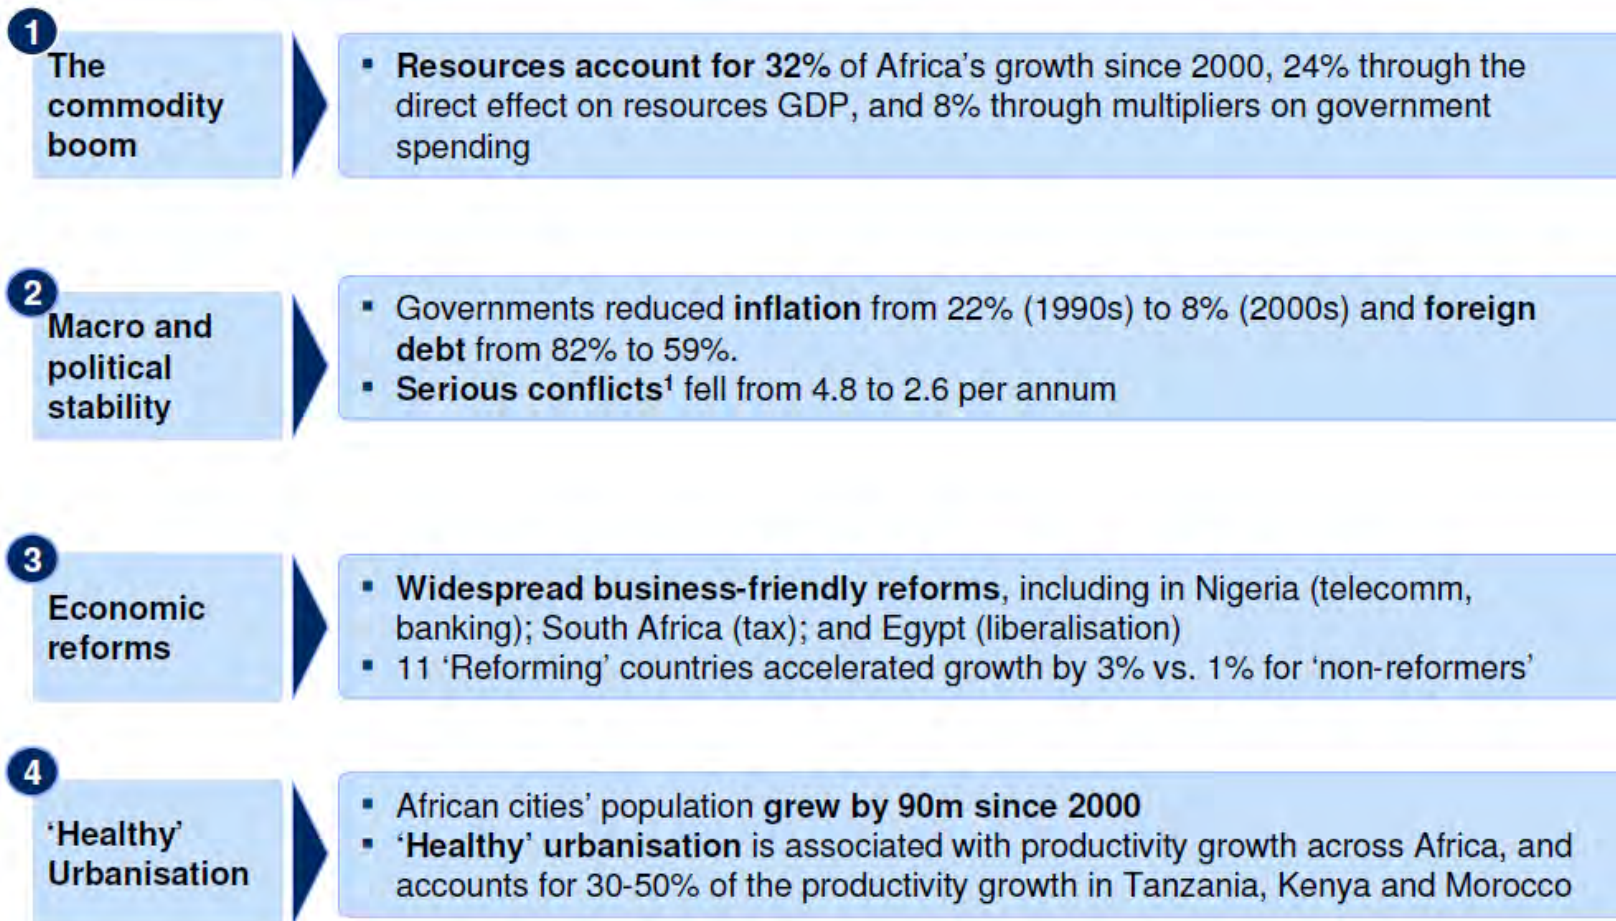 1
The
commodity
boom
▪ Resources account for 32% of Africa's growth since 2000, 24% through the
direct effect on resources GDP, and 8% through multipliers on government
spending
2
Macro and
political
stability
▪ Governments reduced inflation from 22% (1990s) to 8% (2000s) and foreign
debt from 82% to 59%.
▪ Serious conflicts¹ fell from 4.8 to 2.6 per annum
3
Economic
reforms
▪ Widespread business-friendly reforms, including in Nigeria (telecomm,
banking); South Africa (tax); and Egypt (liberalisation)
▪ 11 ‘Reforming’ countries accelerated growth by 3% vs. 1% for ‘non-reformers’
4
‘Healthy’
Urbanisation
▪ African cities’ population grew by 90m since 2000
▪ ‘Healthy’ urbanisation is associated with productivity growth across Africa, and
accounts for 30-50% of the productivity growth in Tanzania, Kenya and Morocco